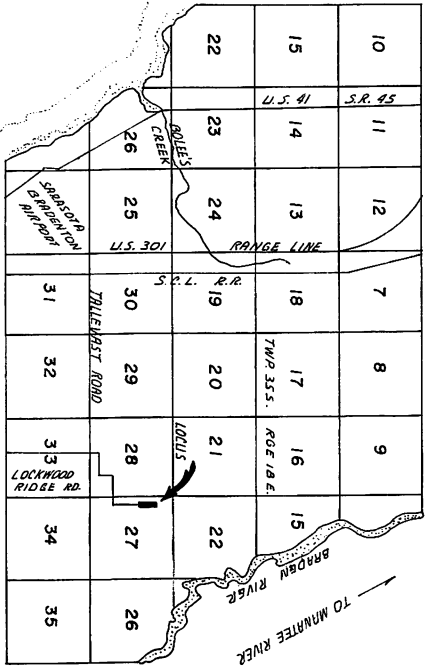 22 15 10
U.S. 41 S.R. 45
26 23 14 11
BOLEE'S
CREEK
SARASOTA
BRADENTON
AIRPORT
25 24 13 12
U.S. 301 RANGE LINE
S.C.L. R.R.
31 30 19 18 7
TALLEVAST ROAD
32 29 20 17 8
TWP. 35 S. RGE 18 E.
33 28 21 16 9
LOCUS
LOCKWOOD
RIDGE RD.
34 27 22 15
BRADEN RIVER
35 26
TO MANATEE RIVER